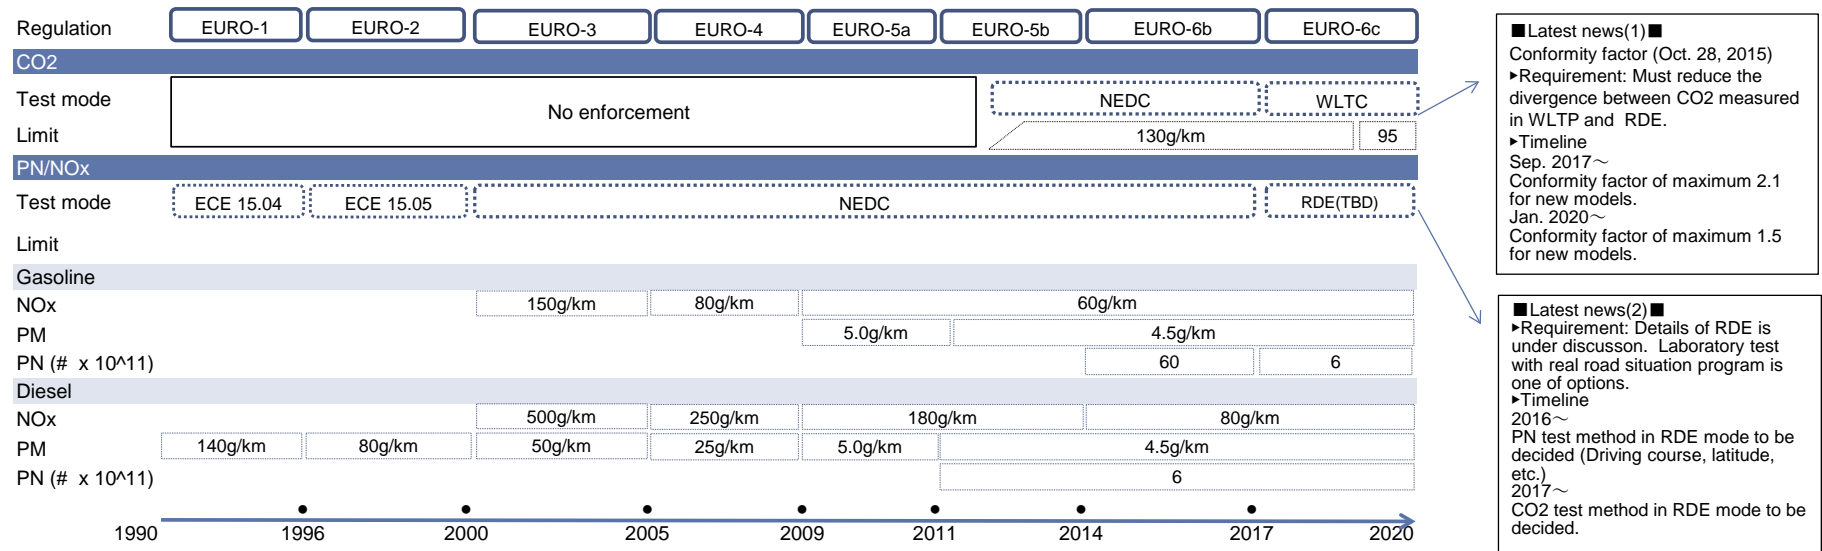 Regulation EURO-1 EURO-2 EURO-3 EURO-4 EURO-5a EURO-5b EURO-6b EURO-6c
CO2
Test mode No enforcement NEDC WLTC
Limit 130g/km 95
PN/NOx
Test mode ECE 15.04 ECE 15.05 NEDC RDE(TBD)
Limit
Gasoline
NOx 150g/km 80g/km 60g/km
PM 5.0g/km 4.5g/km
PN (# x 10^11) 60 6
Diesel
NOx 500g/km 250g/km 180g/km 80g/km
PM 140g/km 80g/km 50g/km 25g/km 5.0g/km 4.5g/km
PN (# x 10^11) 6
1990 1996 2000 2005 2009 2011 2014 2017 2020
■Latest news(1)■
Conformity factor (Oct. 28, 2015)
▶Requirement: Must reduce the
divergence between CO2 measured
in WLTP and RDE.
▶Timeline
Sep. 2017～
Conformity factor of maximum 2.1
for new models.
Jan. 2020～
Conformity factor of maximum 1.5
for new models.
■Latest news(2)■
▶Requirement: Details of RDE is
under discusson. Laboratory test
with real road situation program is
one of options.
▶Timeline
2016～
PN test method in RDE mode to be
decided (Driving course, latitude,
etc.)
2017～
CO2 test method in RDE mode to be
decided.